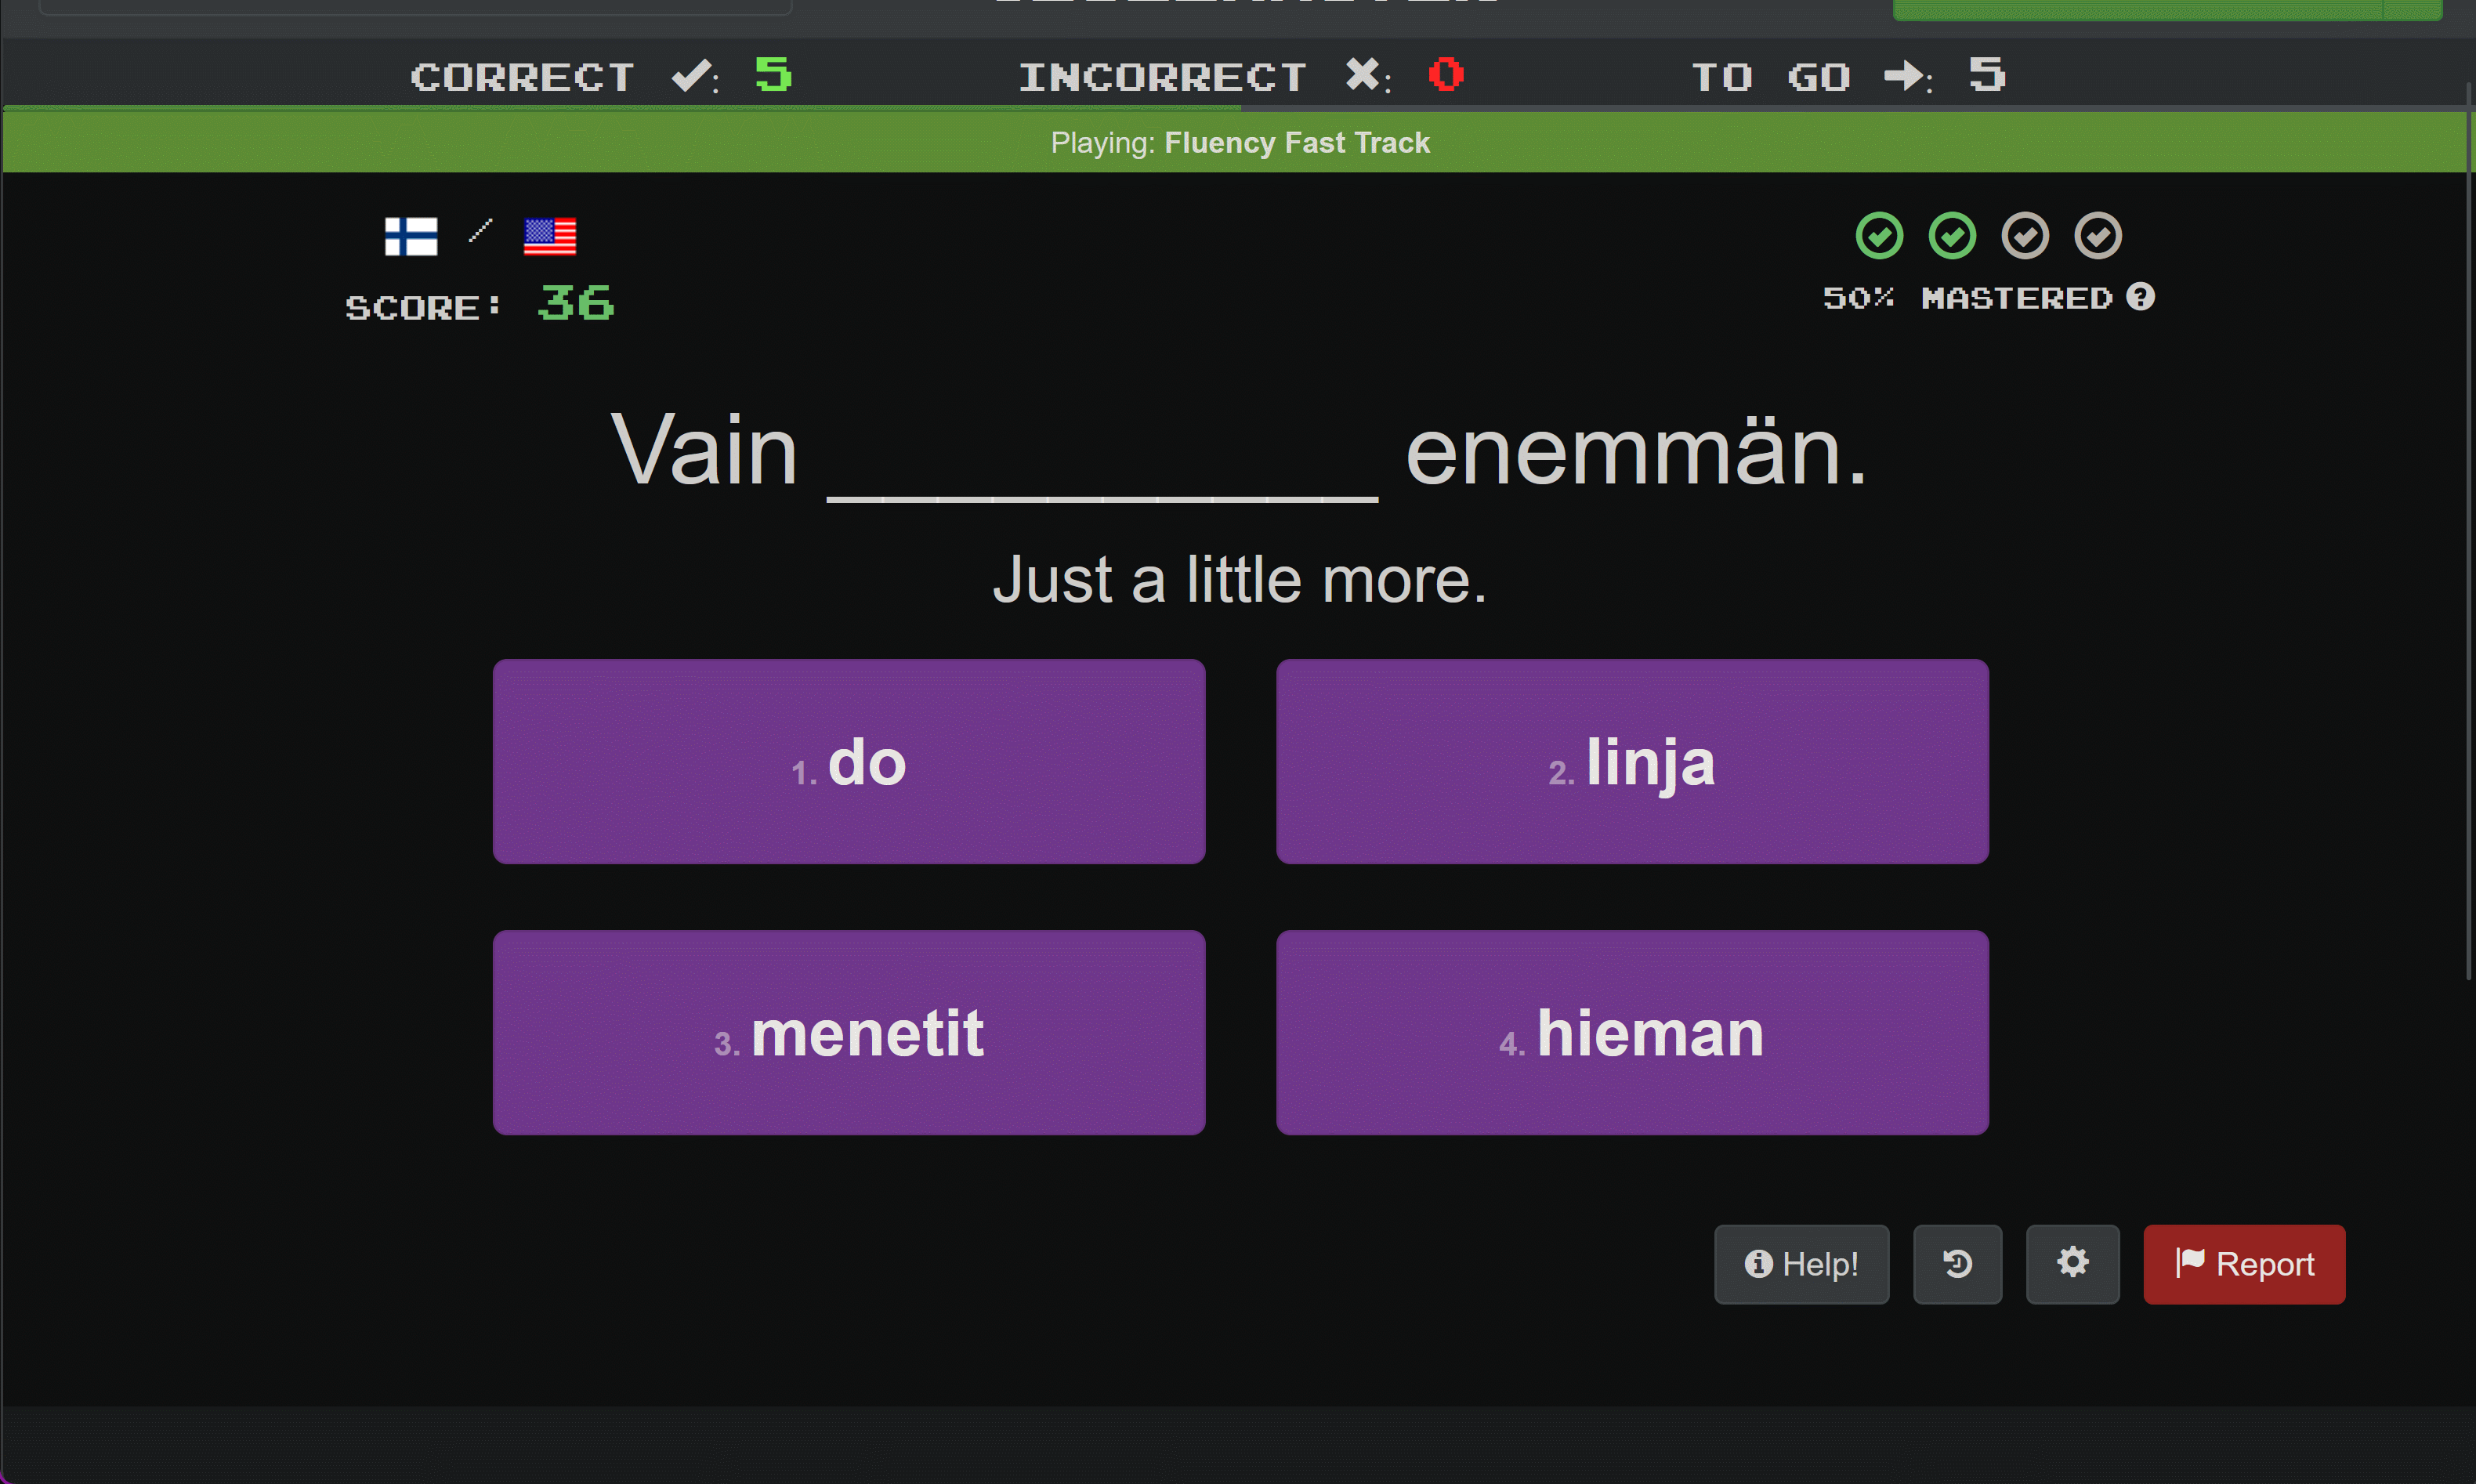 CORRECT ✔: 5
INCORRECT ✖: 0
TO GO ➔: 5
Playing: Fluency Fast Track
/
SCORE: 36
50% MASTERED ?
Vain __________ enemmän.
Just a little more.
1. do
2. linja
3. menetit
4. hieman
Help!
Report